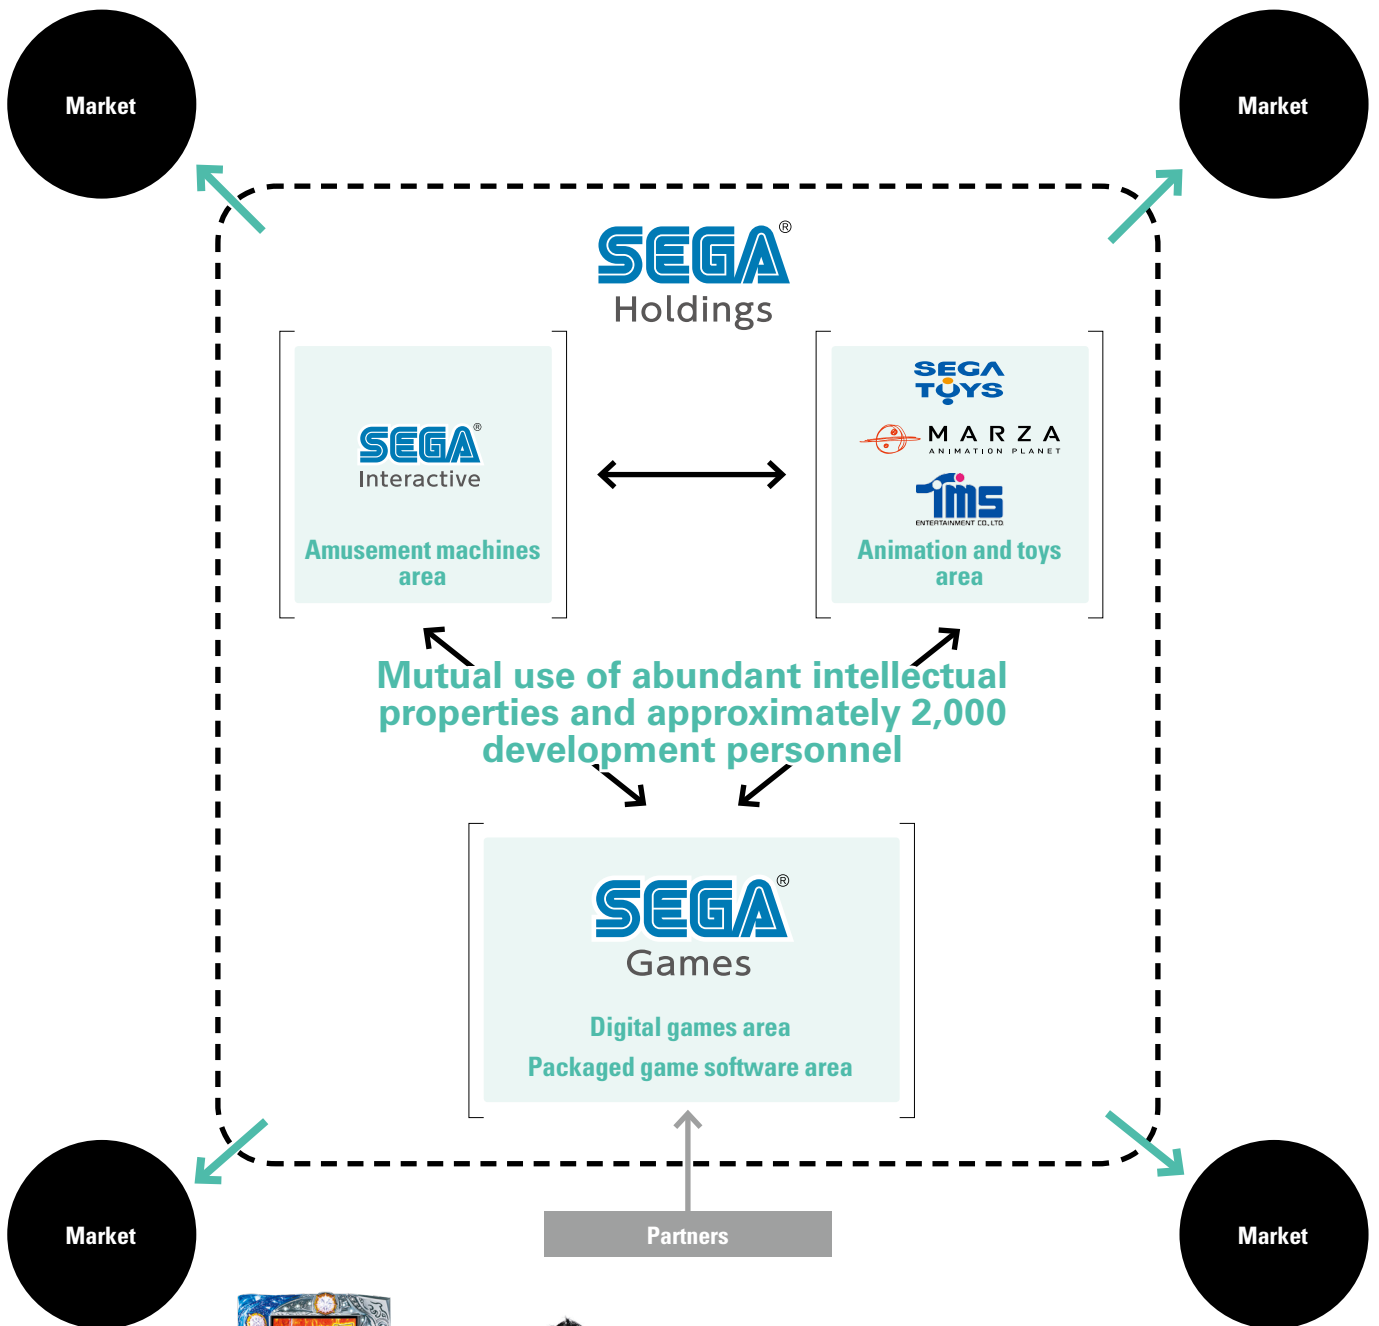 Market
Market
SEGA®
Holdings
SEGA®
Interactive
Amusement machines
area
SEGA
TOYS
MARZA
ANIMATION PLANET
TMS
ENTERTAINMENT CO., LTD.
Animation and toys
area
Mutual use of abundant intellectual
properties and approximately 2,000
development personnel
SEGA®
Games
Digital games area
Packaged game software area
Market
Partners
Market